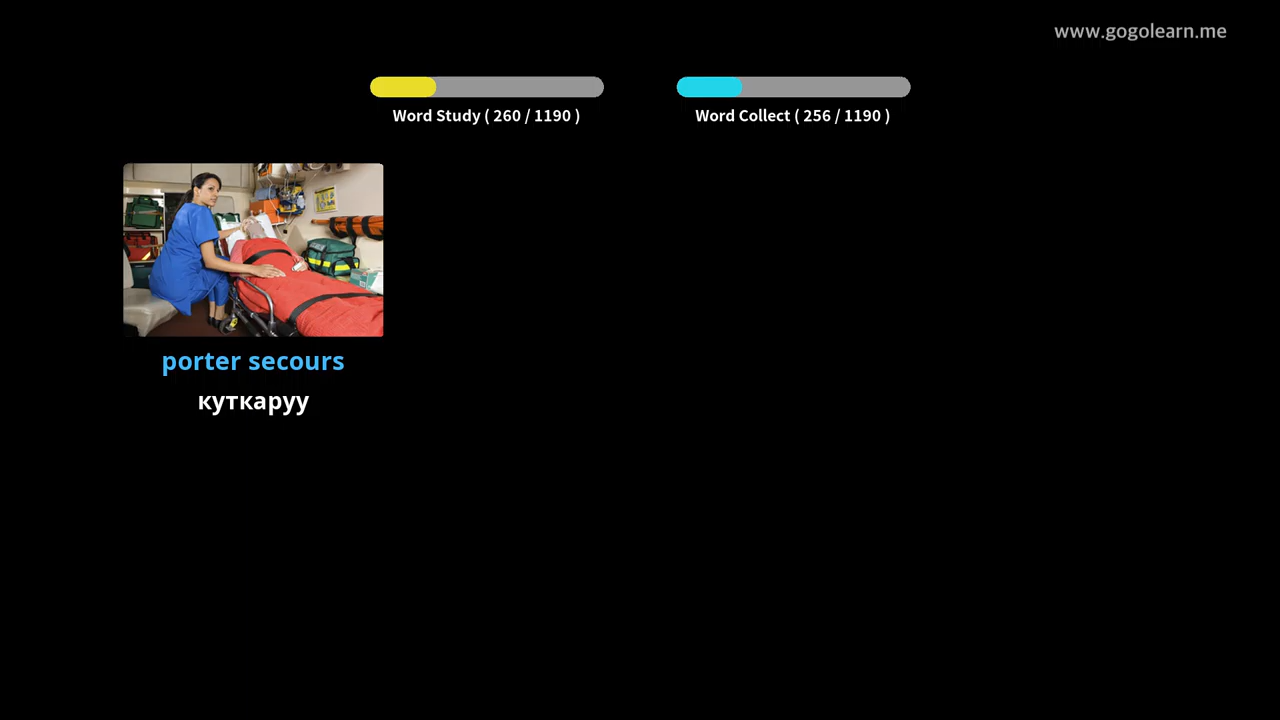 www.gogolearn.me
Word Study ( 260 / 1190 )
Word Collect ( 256 / 1190 )
porter secours
куткаруу